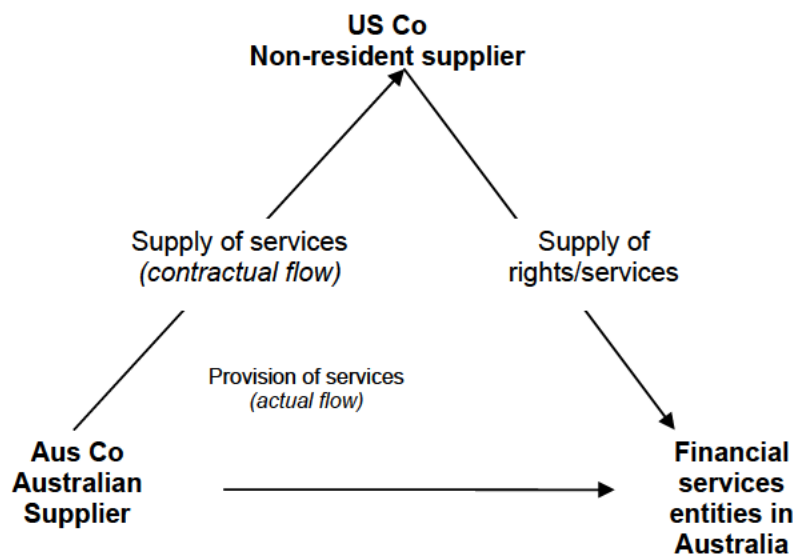 US Co
Non-resident supplier
Supply of services
(contractual flow)
Supply of
rights/services
Provision of services
(actual flow)
Aus Co
Australian
Supplier
Financial
services
entities in
Australia